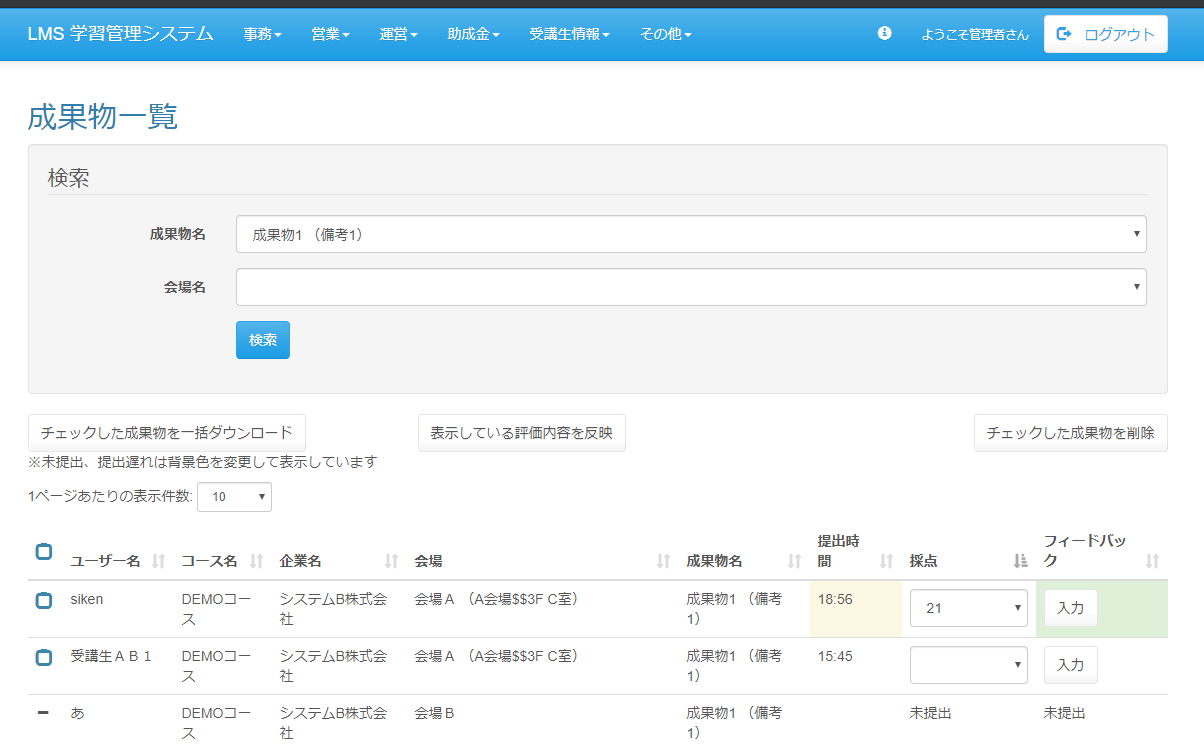 LMS 学習管理システム 事務 営業 運営 助成金 受講生情報 その他 ようこそ管理者さん ログアウト
成果物一覧
検索
成果物名 成果物1 （備考1）
会場名
検索
チェックした成果物を一括ダウンロード 表示している評価内容を反映 チェックした成果物を削除
※未提出、提出遅れは背景色を変更して表示しています
1ページあたりの表示件数: 10
提出時 フィードバッ
ユーザー名 コース名 企業名 会場 成果物名 間 採点 ク
siken DEMOコー システムB株式会 会場Ａ （A会場$$3F C室） 成果物1 （備考 18:56 21 入力
ス 社 1）
受講生ＡＢ１ DEMOコー システムB株式会 会場Ａ （A会場$$3F C室） 成果物1 （備考 15:45 入力
ス 社 1）
あ DEMOコー システムB株式会 会場Ｂ 成果物1 （備考 未提出 未提出
ス 社 1）